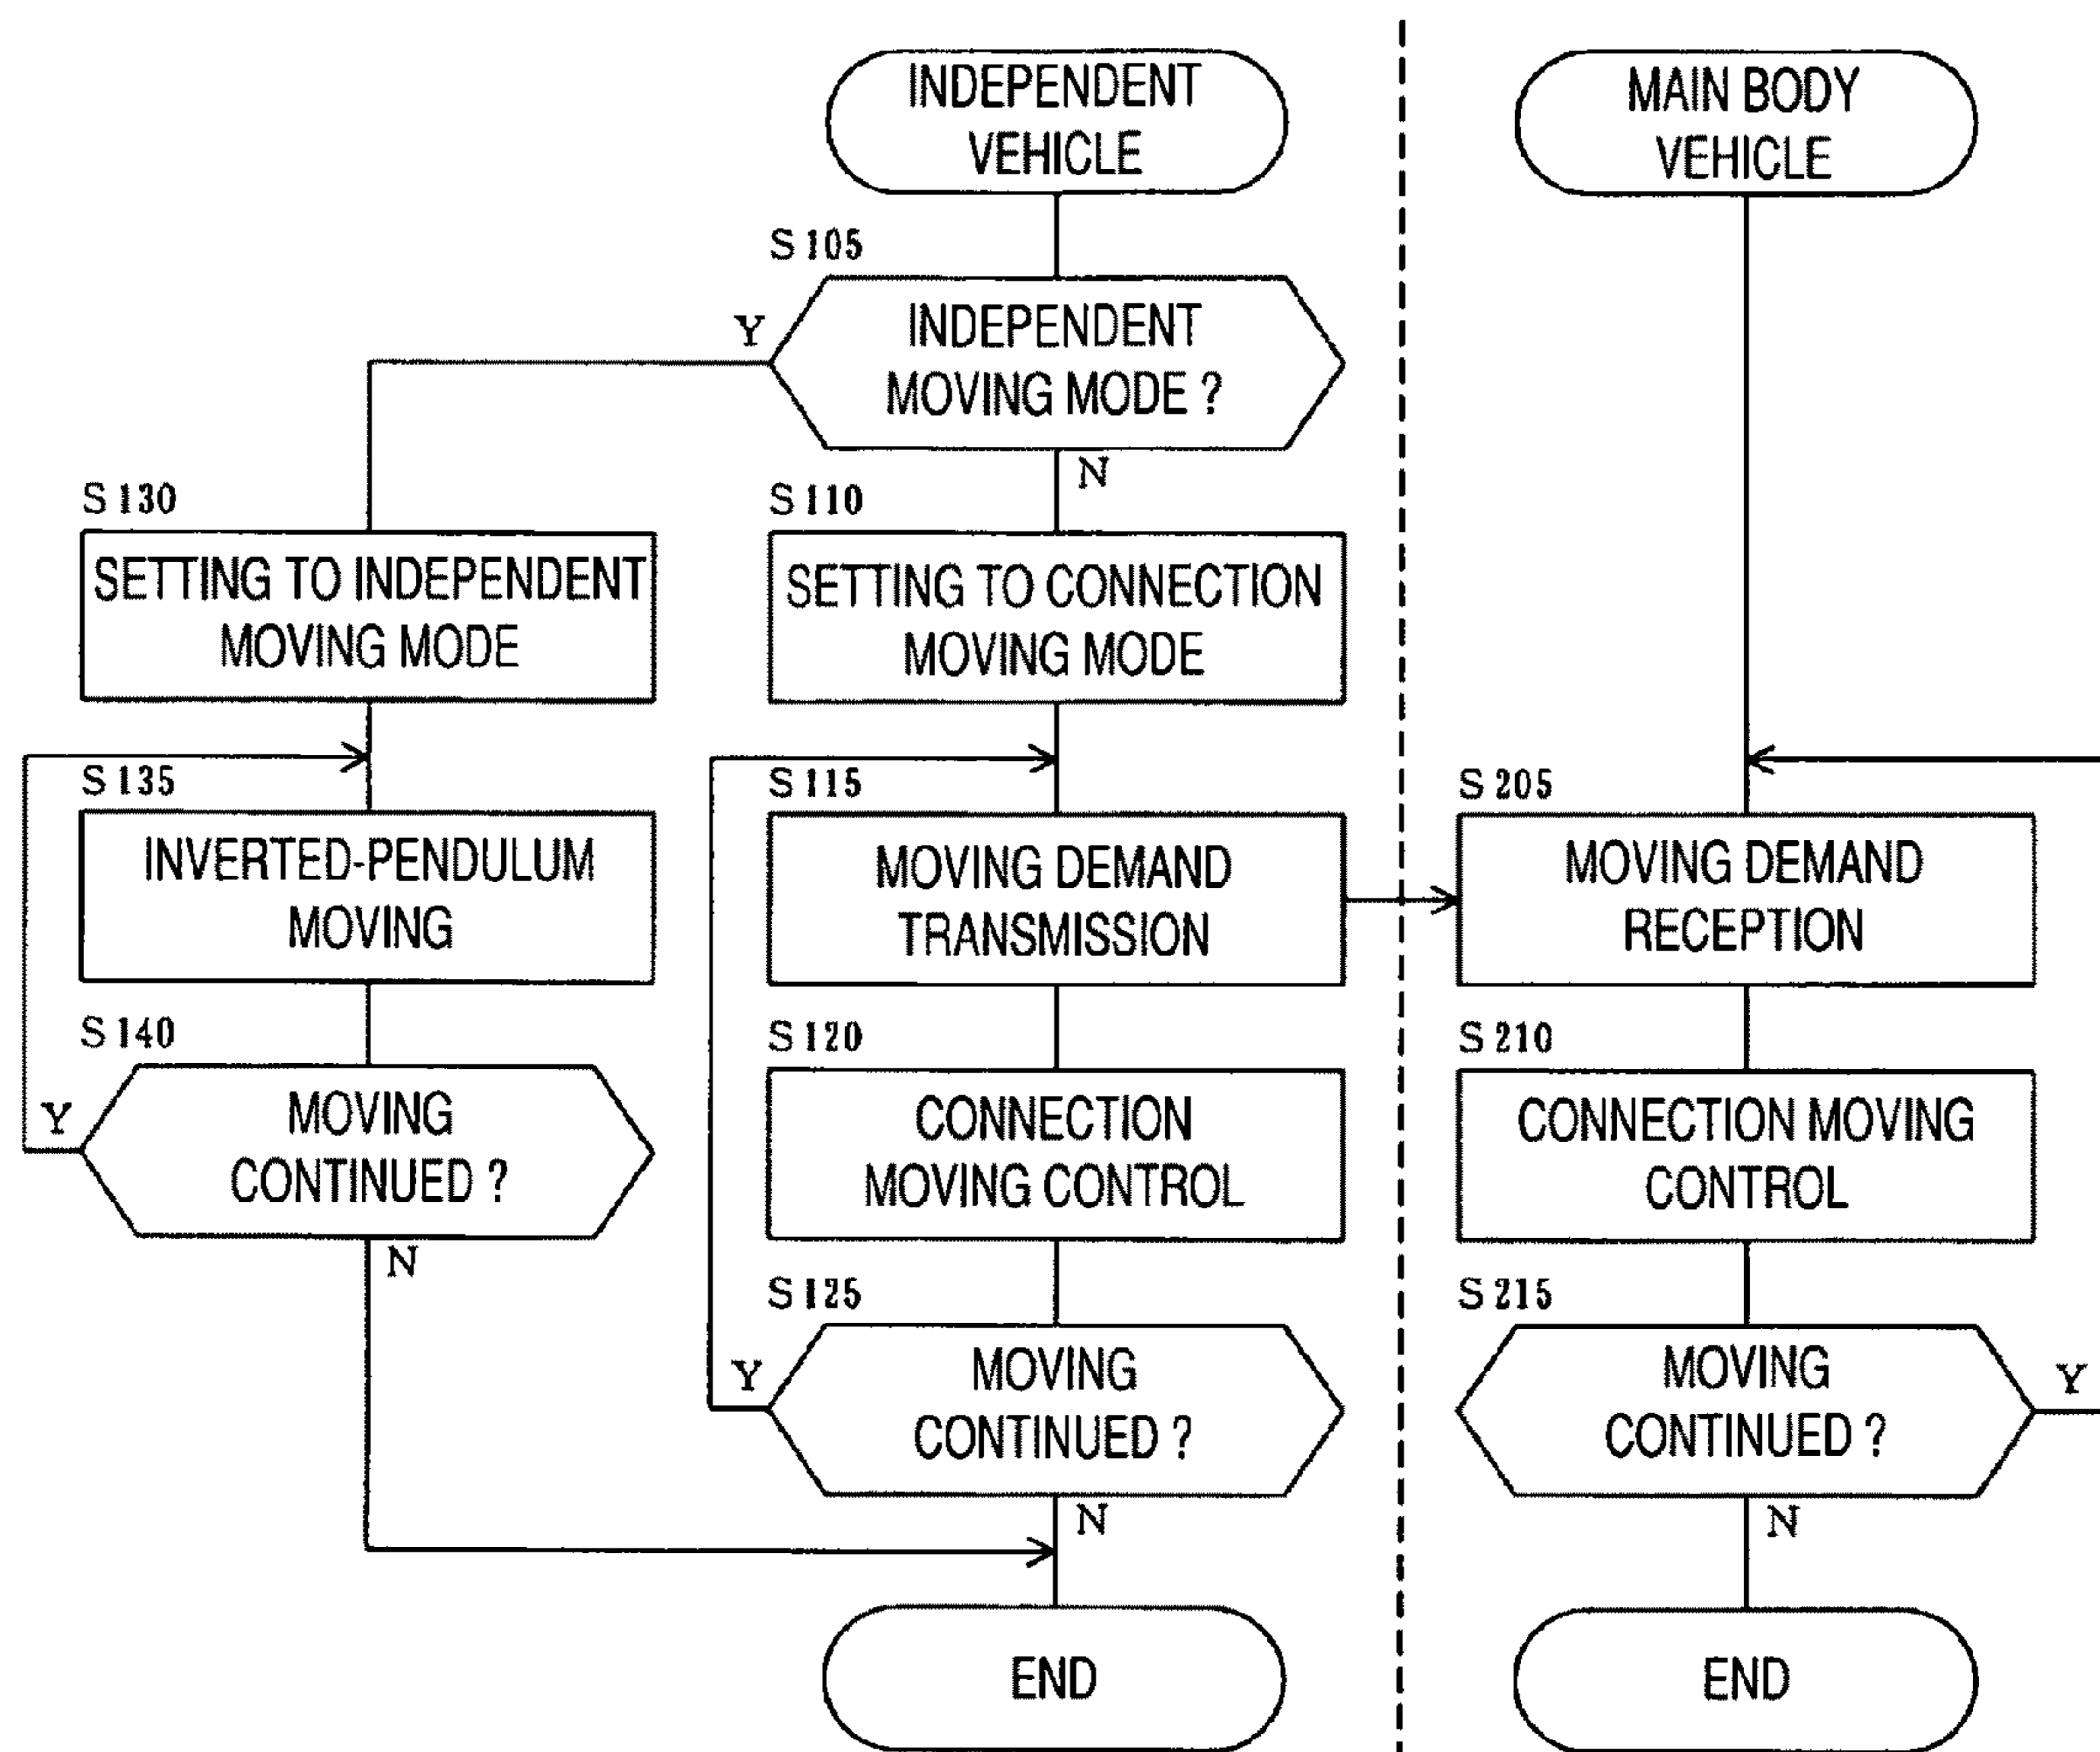 INDEPENDENT
VEHICLE
S 105
INDEPENDENT
MOVING MODE ?
Y
N
S 130
SETTING TO INDEPENDENT
MOVING MODE
S 135
INVERTED-PENDULUM
MOVING
S 140
MOVING
CONTINUED ?
Y
N
S 110
SETTING TO CONNECTION
MOVING MODE
S 115
MOVING DEMAND
TRANSMISSION
S 120
CONNECTION
MOVING CONTROL
S 125
MOVING
CONTINUED ?
Y
N
END
MAIN BODY
VEHICLE
S 205
MOVING DEMAND
RECEPTION
S 210
CONNECTION MOVING
CONTROL
S 215
MOVING
CONTINUED ?
Y
N
END